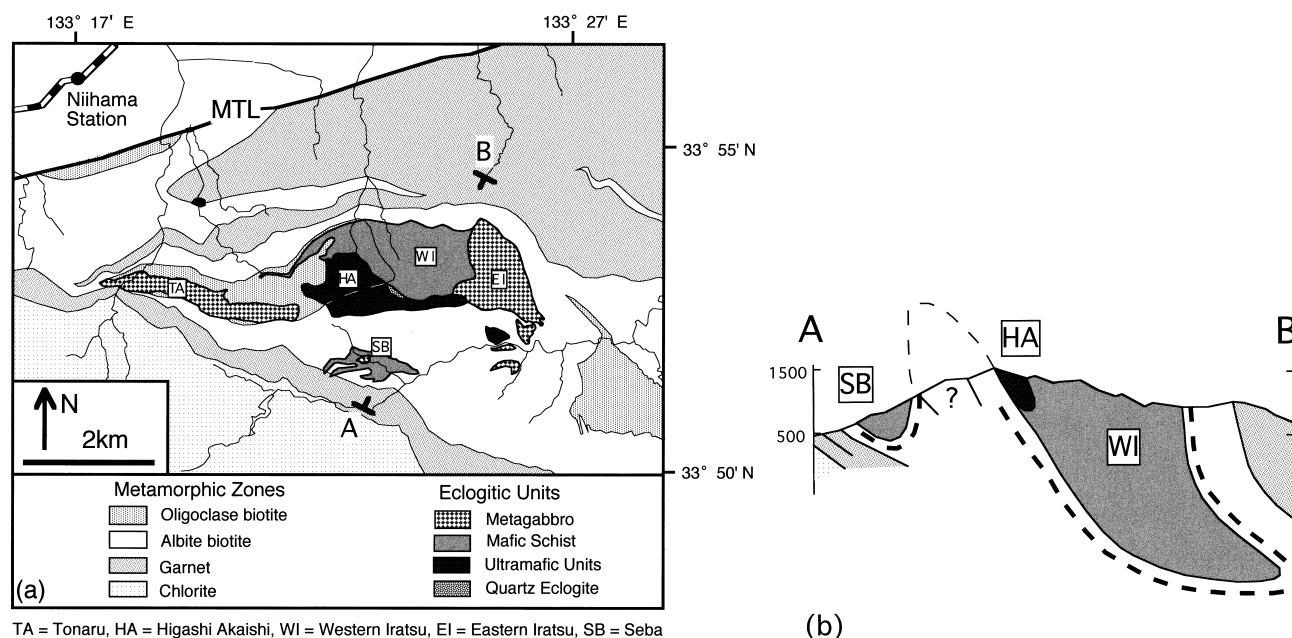 133° 17' E
133° 27' E
Niihama
Station
MTL
B
33° 55' N
WI
HA
EI
TA
SB
A
N
2km
33° 50' N
Metamorphic Zones
Oligoclase biotite
Albite biotite
Garnet
Chlorite
Eclogitic Units
Metagabbro
Mafic Schist
Ultramafic Units
Quartz Eclogite
(a)
TA = Tonaru, HA = Higashi Akaishi, WI = Western Iratsu, EI = Eastern Iratsu, SB = Seba
A
HA
B
1500
SB
?
500
WI
(b)